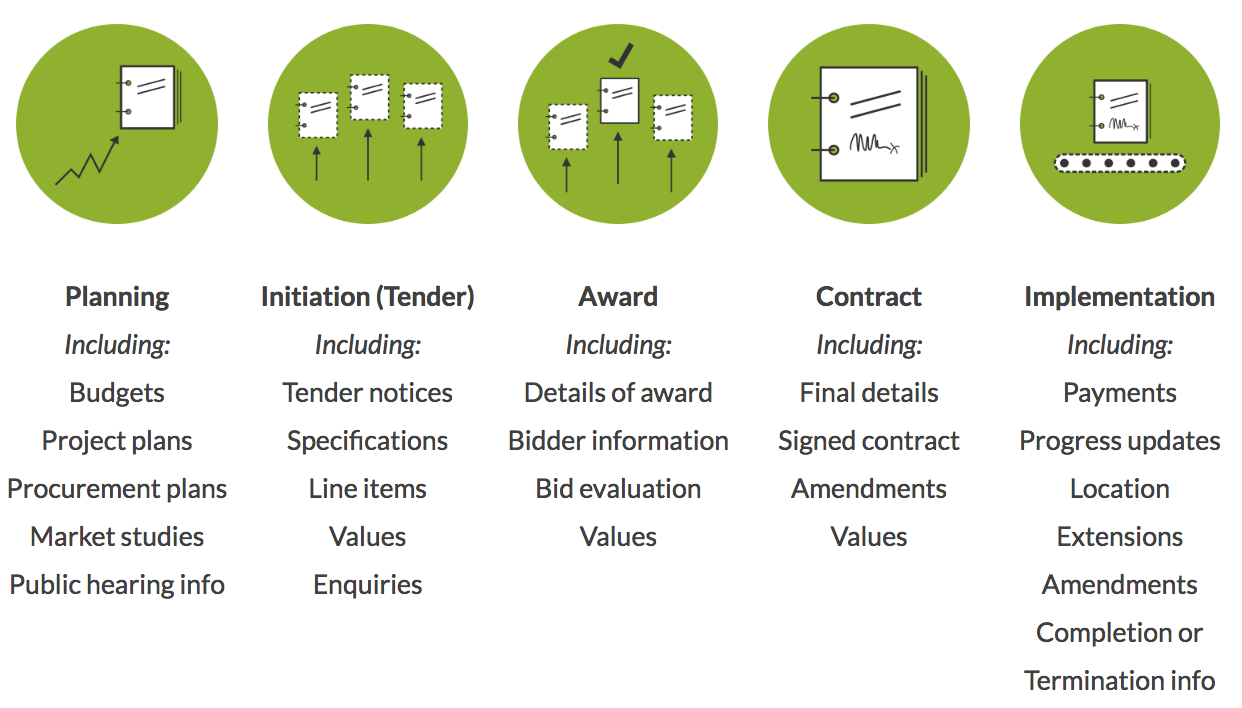 Planning
Including:
Budgets
Project plans
Procurement plans
Market studies
Public hearing info
Initiation (Tender)
Including:
Tender notices
Specifications
Line items
Values
Enquiries
Award
Including:
Details of award
Bidder information
Bid evaluation
Values
Contract
Including:
Final details
Signed contract
Amendments
Values
Implementation
Including:
Payments
Progress updates
Location
Extensions
Amendments
Completion or
Termination info